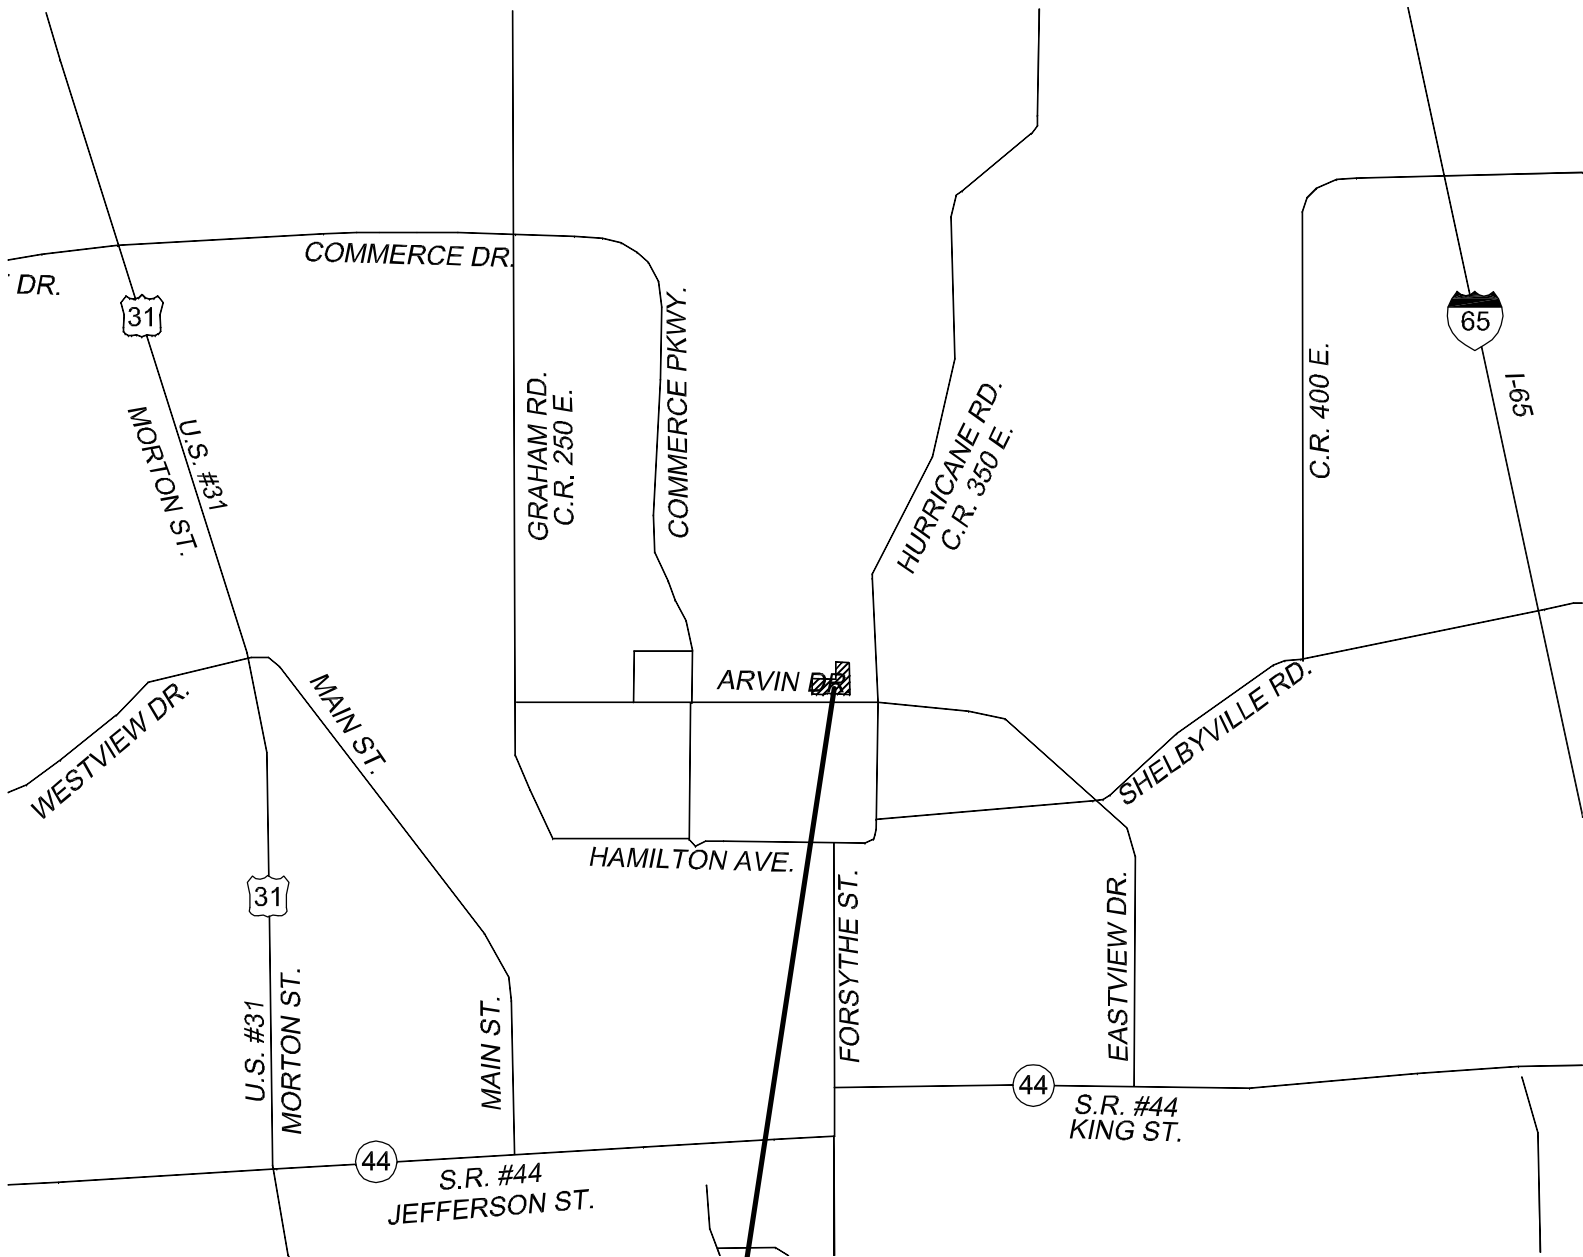 COMMERCE DR.
DR.
31
COMMERCE PKWY.
65
GRAHAM RD.
C.R. 250 E.
HURRICANE RD.
C.R. 350 E.
C.R. 400 E.
I-65
U.S. #31
MORTON ST.
ARVIN DR.
MAIN ST.
WESTVIEW DR.
SHELBYVILLE RD.
HAMILTON AVE.
31
FORSYTHE ST.
EASTVIEW DR.
U.S. #31
MORTON ST.
MAIN ST.
44
S.R. #44
KING ST.
44
S.R. #44
JEFFERSON ST.